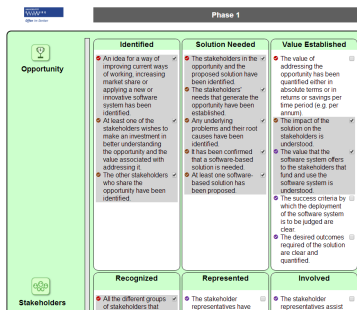 Phase 1
Opportunity
Identified
An idea for a way of
improving current ways
of working, increasing
market share or
applying a new or
innovative software
system has been
identified.
At least one of the
stakeholders wishes to
make an investment in
better understanding
the opportunity and the
value associated with
addressing it.
The other stakeholders
who share the
opportunity have been
identified.
Solution Needed
The stakeholders in the
opportunity and the
proposed solution have
been identified.
The stakeholders'
needs that generate the
opportunity have been
established.
Any underlying
problems and their root
causes have been
identified.
It has been confirmed
that a software-based
solution is needed.
At least one software-
based solution has
been proposed.
Value Established
The value of
addressing the
opportunity has been
quantified either in
absolute terms or in
returns or savings per
time period (e.g. per
annum).
The impact of the
solution on the
stakeholders is
understood.
The value that the
software system offers
to the stakeholders that
fund and use the
software system is
understood.
The success criteria by
which the deployment
of the software system
is to be judged are
clear.
The desired outcomes
required of the solution
are clear and
quantified.
Stakeholders
Recognized
All the different groups
of stakeholders that
Represented
The stakeholder
representatives have
Involved
The stakeholder
representatives assist